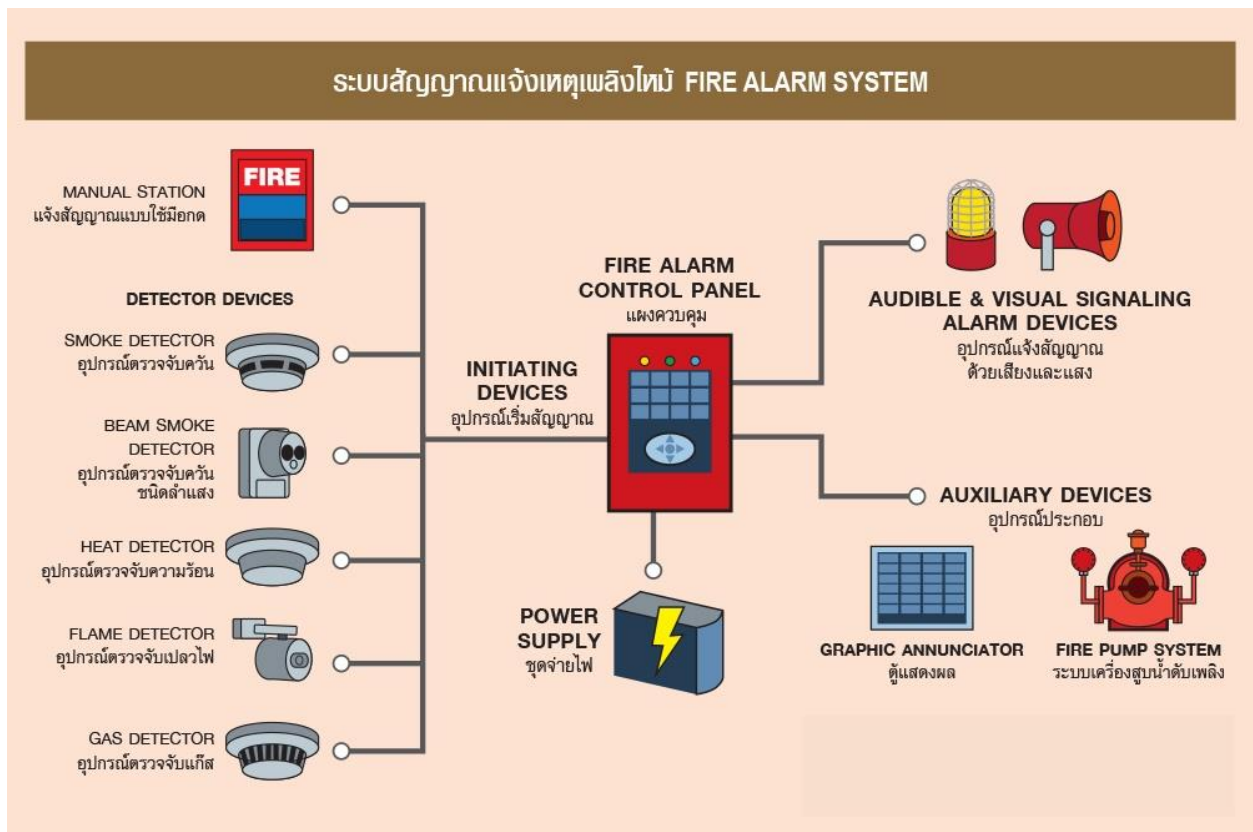 ระบบสัญญาณแจ้งเหตุเพลิงไหม้ FIRE ALARM SYSTEM
FIRE
MANUAL STATION
แจ้งสัญญาณแบบใช้มือกด
DETECTOR DEVICES
SMOKE DETECTOR
อุปกรณ์ตรวจจับควัน
BEAM SMOKE
DETECTOR
อุปกรณ์ตรวจจับควัน
ชนิดลำแสง
HEAT DETECTOR
อุปกรณ์ตรวจจับความร้อน
FLAME DETECTOR
อุปกรณ์ตรวจจับเปลวไฟ
GAS DETECTOR
อุปกรณ์ตรวจจับแก๊ส
INITIATING
DEVICES
อุปกรณ์เริ่มสัญญาณ
FIRE ALARM
CONTROL PANEL
แผงควบคุม
POWER
SUPPLY
ชุดจ่ายไฟ
AUDIBLE & VISUAL SIGNALING
ALARM DEVICES
อุปกรณ์แจ้งสัญญาณ
ด้วยเสียงและแสง
AUXILIARY DEVICES
อุปกรณ์ประกอบ
GRAPHIC ANNUNCIATOR
ตู้แสดงผล
FIRE PUMP SYSTEM
ระบบเครื่องสูบน้ำดับเพลิง